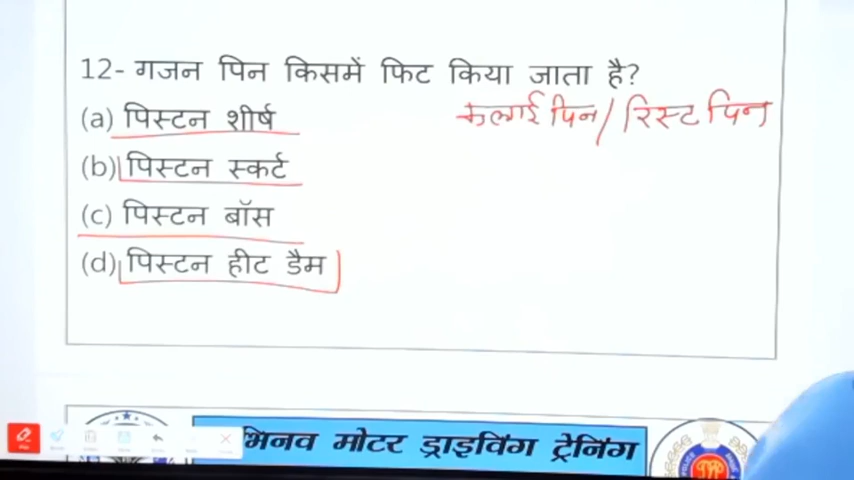 12- गजन पिन किसमें फिट किया जाता है?
(a) पिस्टन शीर्ष
कलाई पिन / रिस्ट पिन
(b) पिस्टन स्कर्ट
(c) पिस्टन बॉस
(d) पिस्टन हीट डैम
भिनव मोटर ड्राइविंग ट्रेनिंग